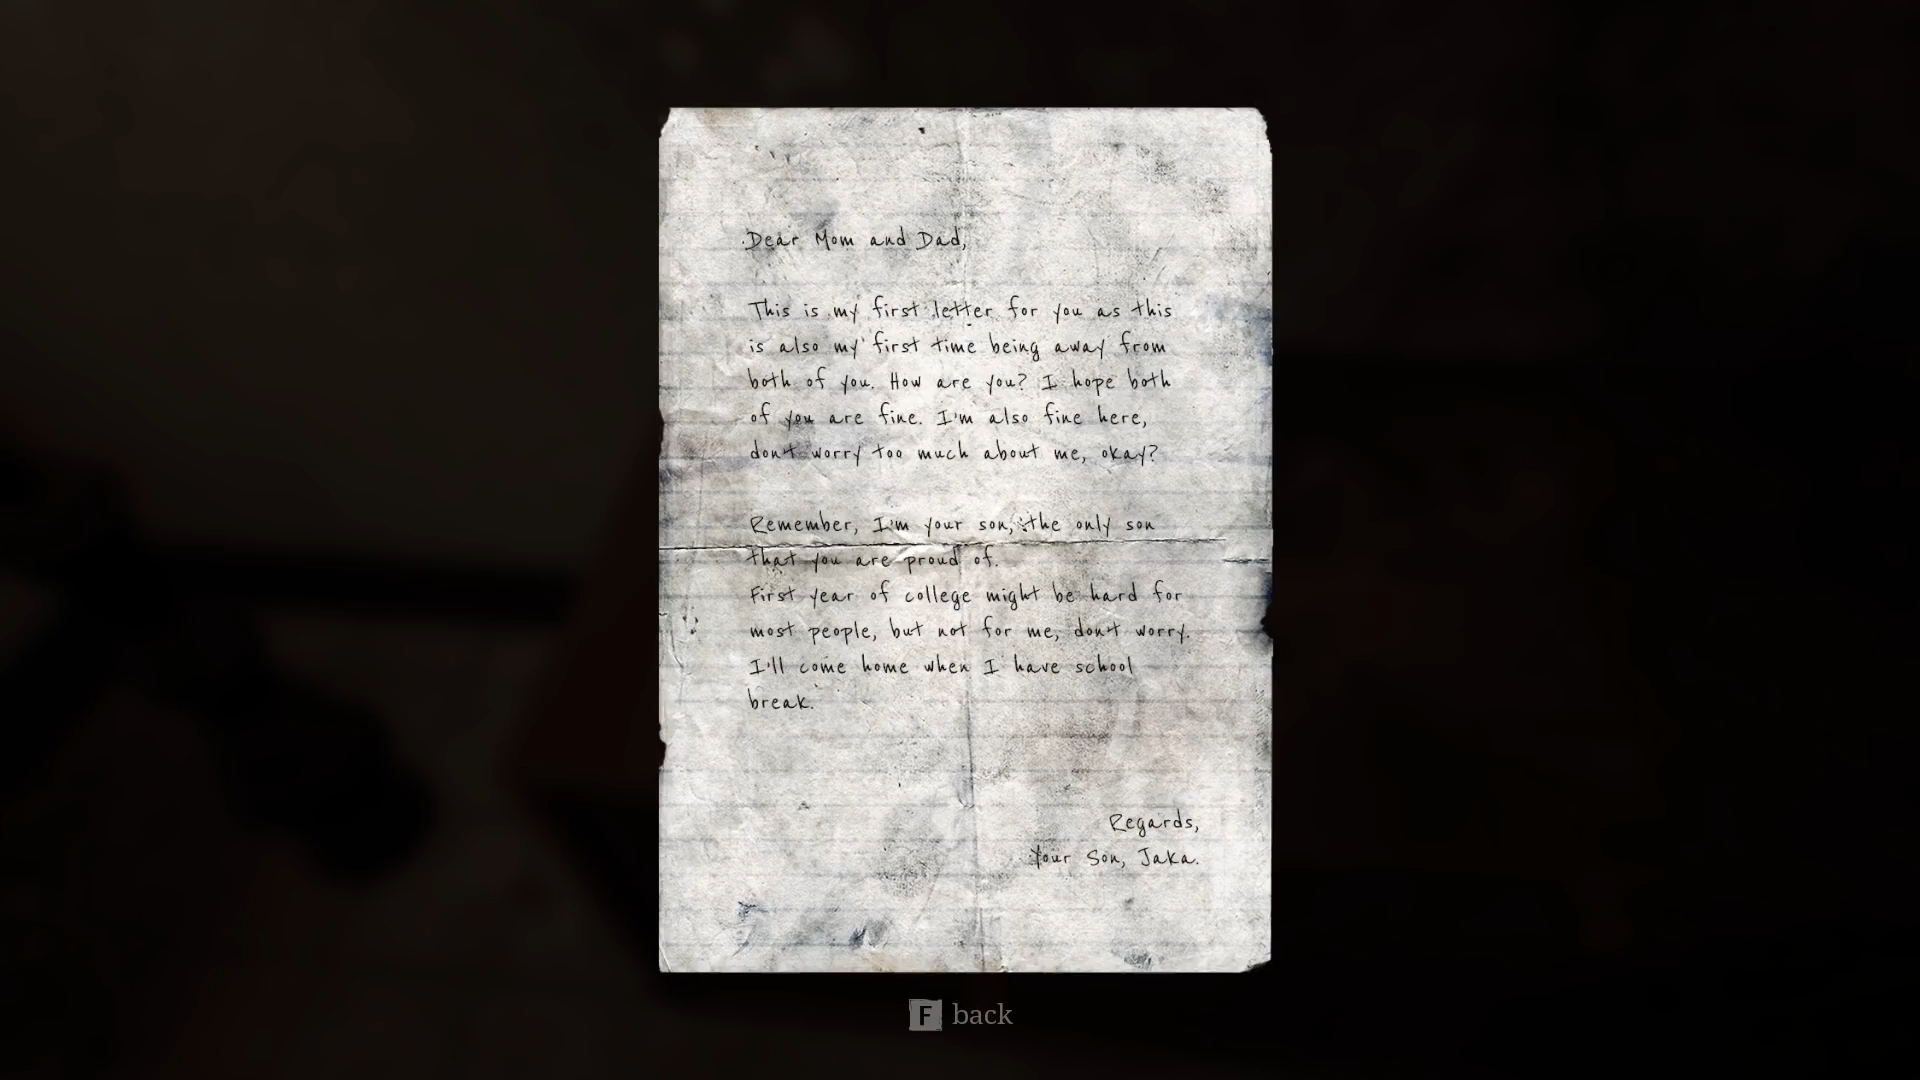 Dear Mom and Dad,
This is my first letter for you as this
is also my first time being away from
both of you. How are you? I hope both
of you are fine. I'm also fine here,
don't worry too much about me, okay?
Remember, I'm your son, the only son
that you are proud of.
First year of college might be hard for
most people, but not for me, don't worry.
I'll come home when I have school
break.
Regards,
Your Son, Jaka.
F back